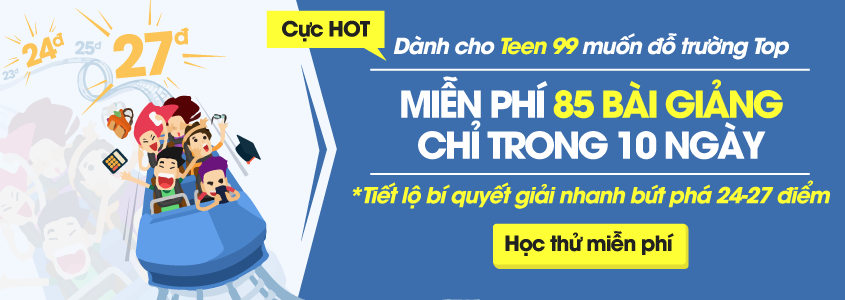 23đ
24đ
25đ
27đ
Cực HOT
Dành cho Teen 99 muốn đỗ trường Top
MIỄN PHÍ 85 BÀI GIẢNG
CHỈ TRONG 10 NGÀY
*Tiết lộ bí quyết giải nhanh bứt phá 24-27 điểm
Học thử miễn phí